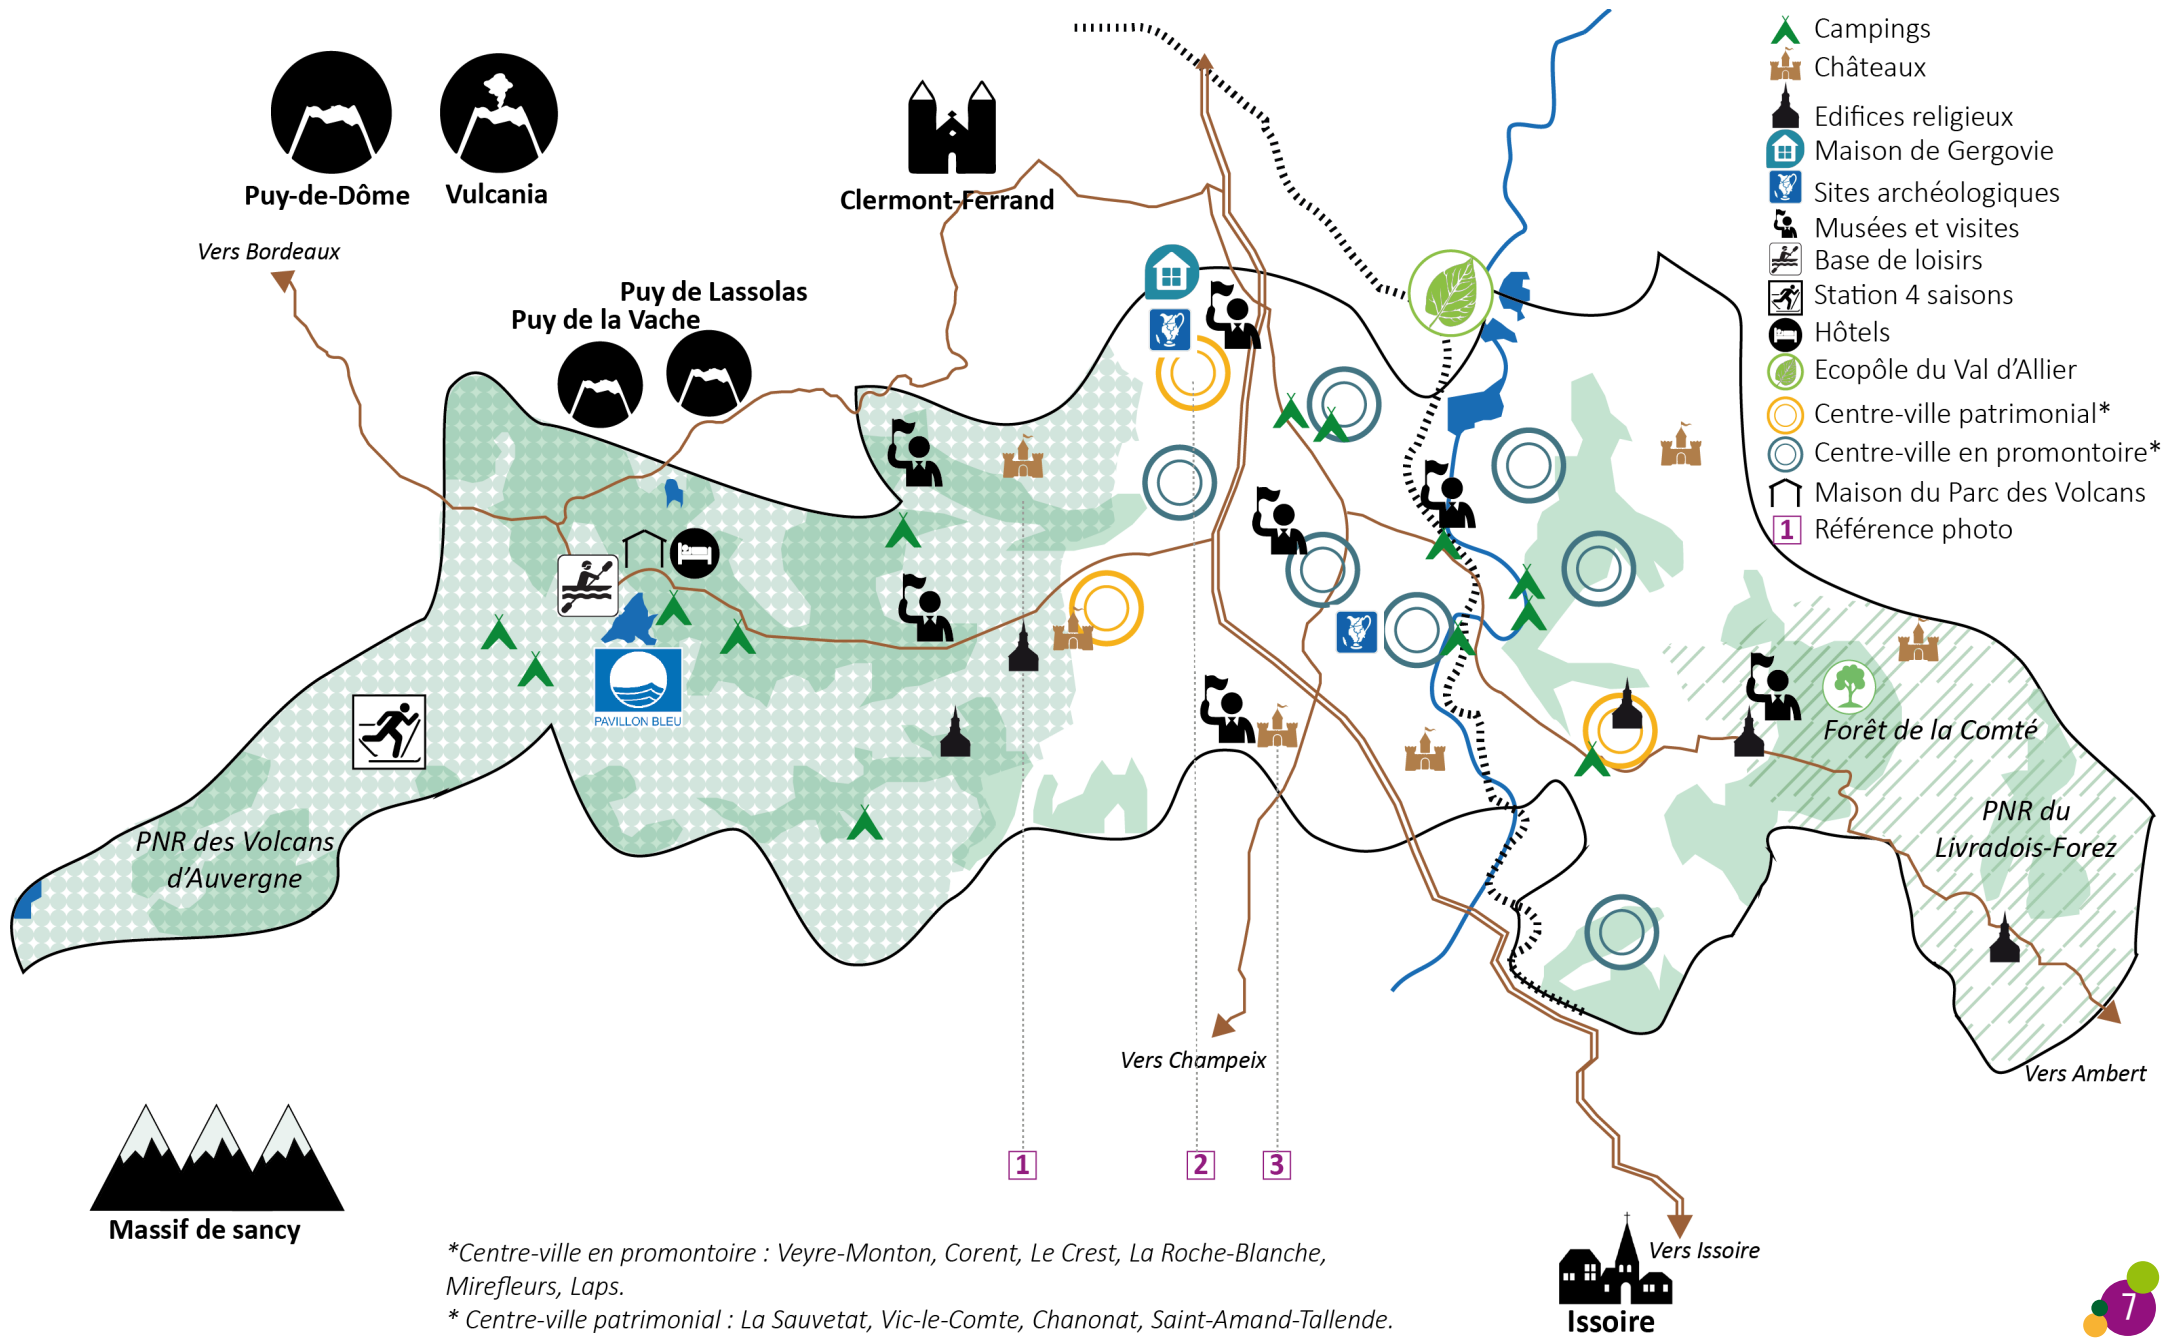 Campings
Châteaux
Edifices religieux
Maison de Gergovie
Sites archéologiques
Musées et visites
Base de loisirs
Station 4 saisons
Hôtels
Ecopôle du Val d’Allier
Centre-ville patrimonial*
Centre-ville en promontoire*
Maison du Parc des Volcans
1 Référence photo
Puy-de-Dôme
Vulcania
Clermont-Ferrand
Vers Bordeaux
Puy de Lassolas
Puy de la Vache
PAVILLON BLEU
Forêt de la Comté
PNR des Volcans
d’Auvergne
PNR du
Livradois-Forez
Vers Champeix
Vers Ambert
1
2
3
Massif de sancy
Vers Issoire
Issoire
*Centre-ville en promontoire : Veyre-Monton, Corent, Le Crest, La Roche-Blanche,
Mirefleurs, Laps.
* Centre-ville patrimonial : La Sauvetat, Vic-le-Comte, Chanonat, Saint-Amand-Tallende.
7